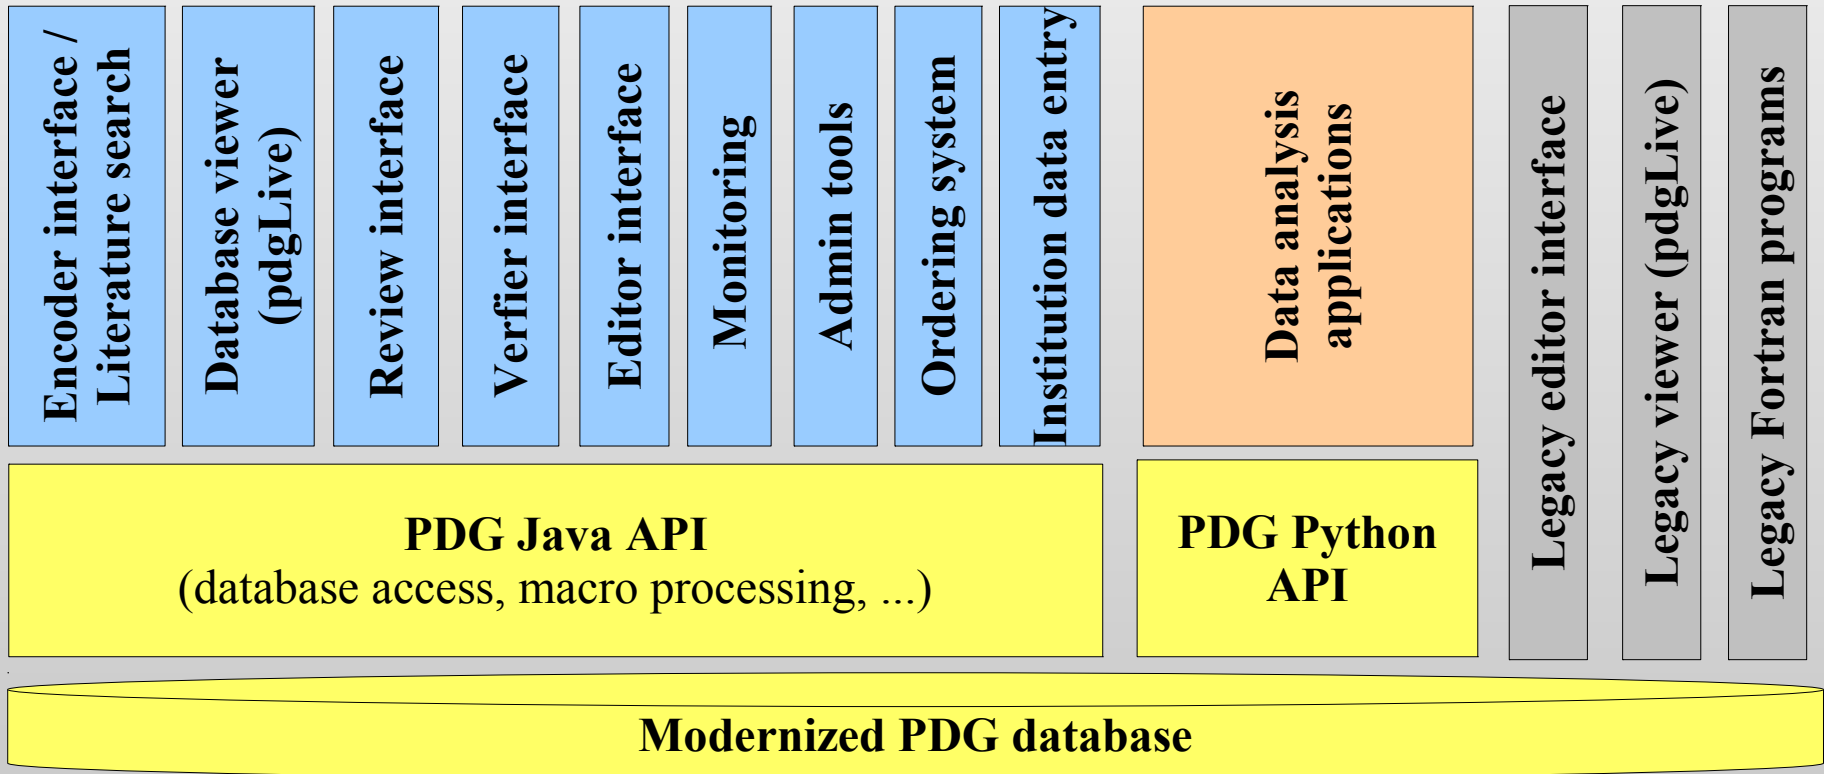 Encoder interface /
Literature search
Database viewer
(pdgLive)
Review interface
Verfier interface
Editor interface
Monitoring
Admin tools
Ordering system
Institution data entry
Data analysis
applications
Legacy editor interface
Legacy viewer (pdgLive)
Legacy Fortran programs
PDG Java API
(database access, macro processing, ...)
PDG Python
API
Modernized PDG database